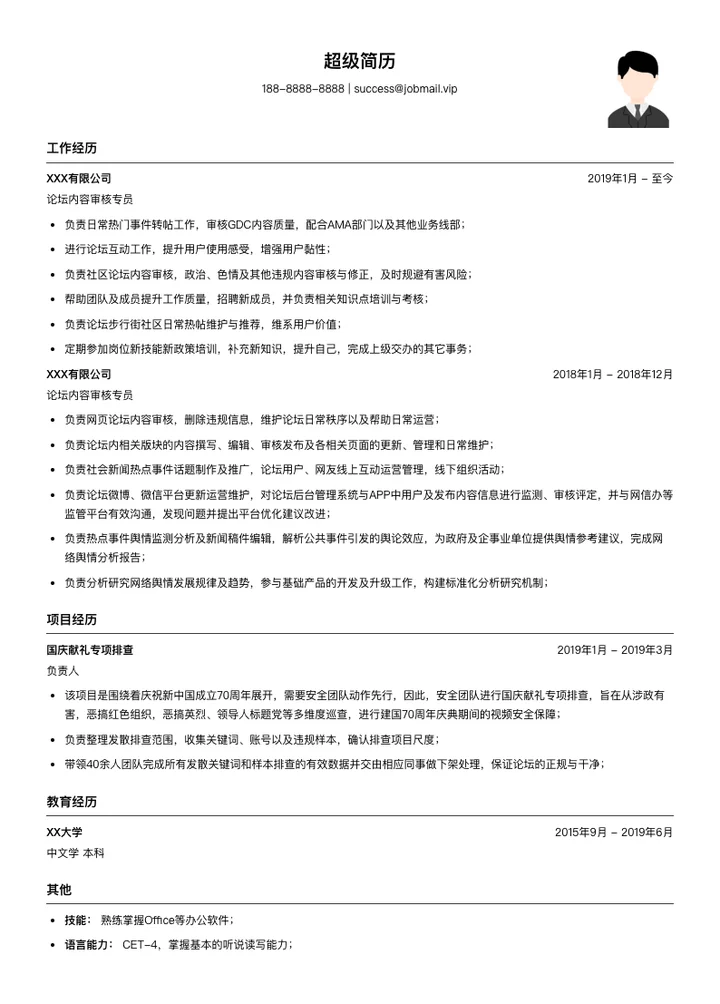 超级简历
188-8888-8888 | success@jobmail.vip
工作经历
XXX有限公司 2019年1月 – 至今
论坛内容审核专员
• 负责日常热门事件转帖工作，审核GDC内容质量，配合AMA部门以及其他业务线部；
• 进行论坛互动工作，提升用户使用感受，增强用户黏性；
• 负责社区论坛内容审核，政治、色情及其他违规内容审核与修正，及时规避有害风险；
• 帮助团队及成员提升工作质量，招聘新成员，并负责相关知识点培训与考核；
• 负责论坛步行街社区日常热帖维护与推荐，维系用户价值；
• 定期参加岗位新技能新政策培训，补充新知识，提升自己，完成上级交办的其它事务；
XXX有限公司 2018年1月 – 2018年12月
论坛内容审核专员
• 负责网页论坛内容审核，删除违规信息，维护论坛日常秩序以及帮助日常运营；
• 负责论坛内相关版块的内容撰写、编辑、审核发布及各相关页面的更新、管理和日常维护；
• 负责社会新闻热点事件话题制作及推广，论坛用户、网友线上互动运营管理，线下组织活动；
• 负责论坛微博、微信平台更新运营维护，对论坛后台管理系统与APP中用户及发布内容信息进行监测、审核评定，并与网信办等
监管平台有效沟通，发现问题并提出平台优化建议改进；
• 负责热点事件舆情监测分析及新闻稿件编辑，解析公共事件引发的舆论效应，为政府及企事业单位提供舆情参考建议，完成网
络舆情分析报告；
• 负责分析研究网络舆情发展规律及趋势，参与基础产品的开发及升级工作，构建标准化分析研究机制；
项目经历
国庆献礼专项排查 2019年1月 – 2019年3月
负责人
• 该项目是围绕着庆祝新中国成立70周年展开，需要安全团队动作先行，因此，安全团队进行国庆献礼专项排查，旨在从涉政有
害，恶搞红色组织，恶搞英烈、领导人标题党等多维度巡查，进行建国70周年庆典期间的视频安全保障；
• 负责整理发散排查范围，收集关键词、账号以及违规样本，确认排查项目尺度；
• 带领40余人团队完成所有发散关键词和样本排查的有效数据并交由相应同事做下架处理，保证论坛的正规与干净；
教育经历
XX大学 2015年9月 – 2019年6月
中文学 本科
其他
• 技能： 熟练掌握Office等办公软件；
• 语言能力： CET-4，掌握基本的听说读写能力；